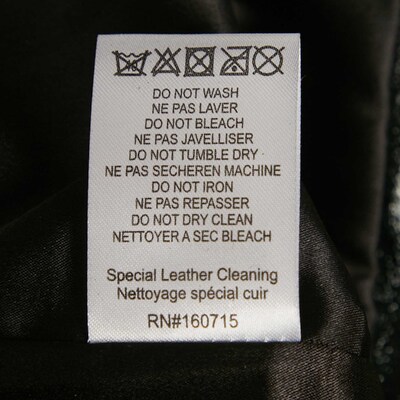 DO NOT WASH
NE PAS LAVER
DO NOT BLEACH
NE PAS JAVELLISER
DO NOT TUMBLE DRY
NE PAS SECHEREN MACHINE
DO NOT IRON
NE PAS REPASSER
DO NOT DRY CLEAN
NETTOYER A SEC BLEACH
Special Leather Cleaning
Nettoyage spécial cuir
RN#160715